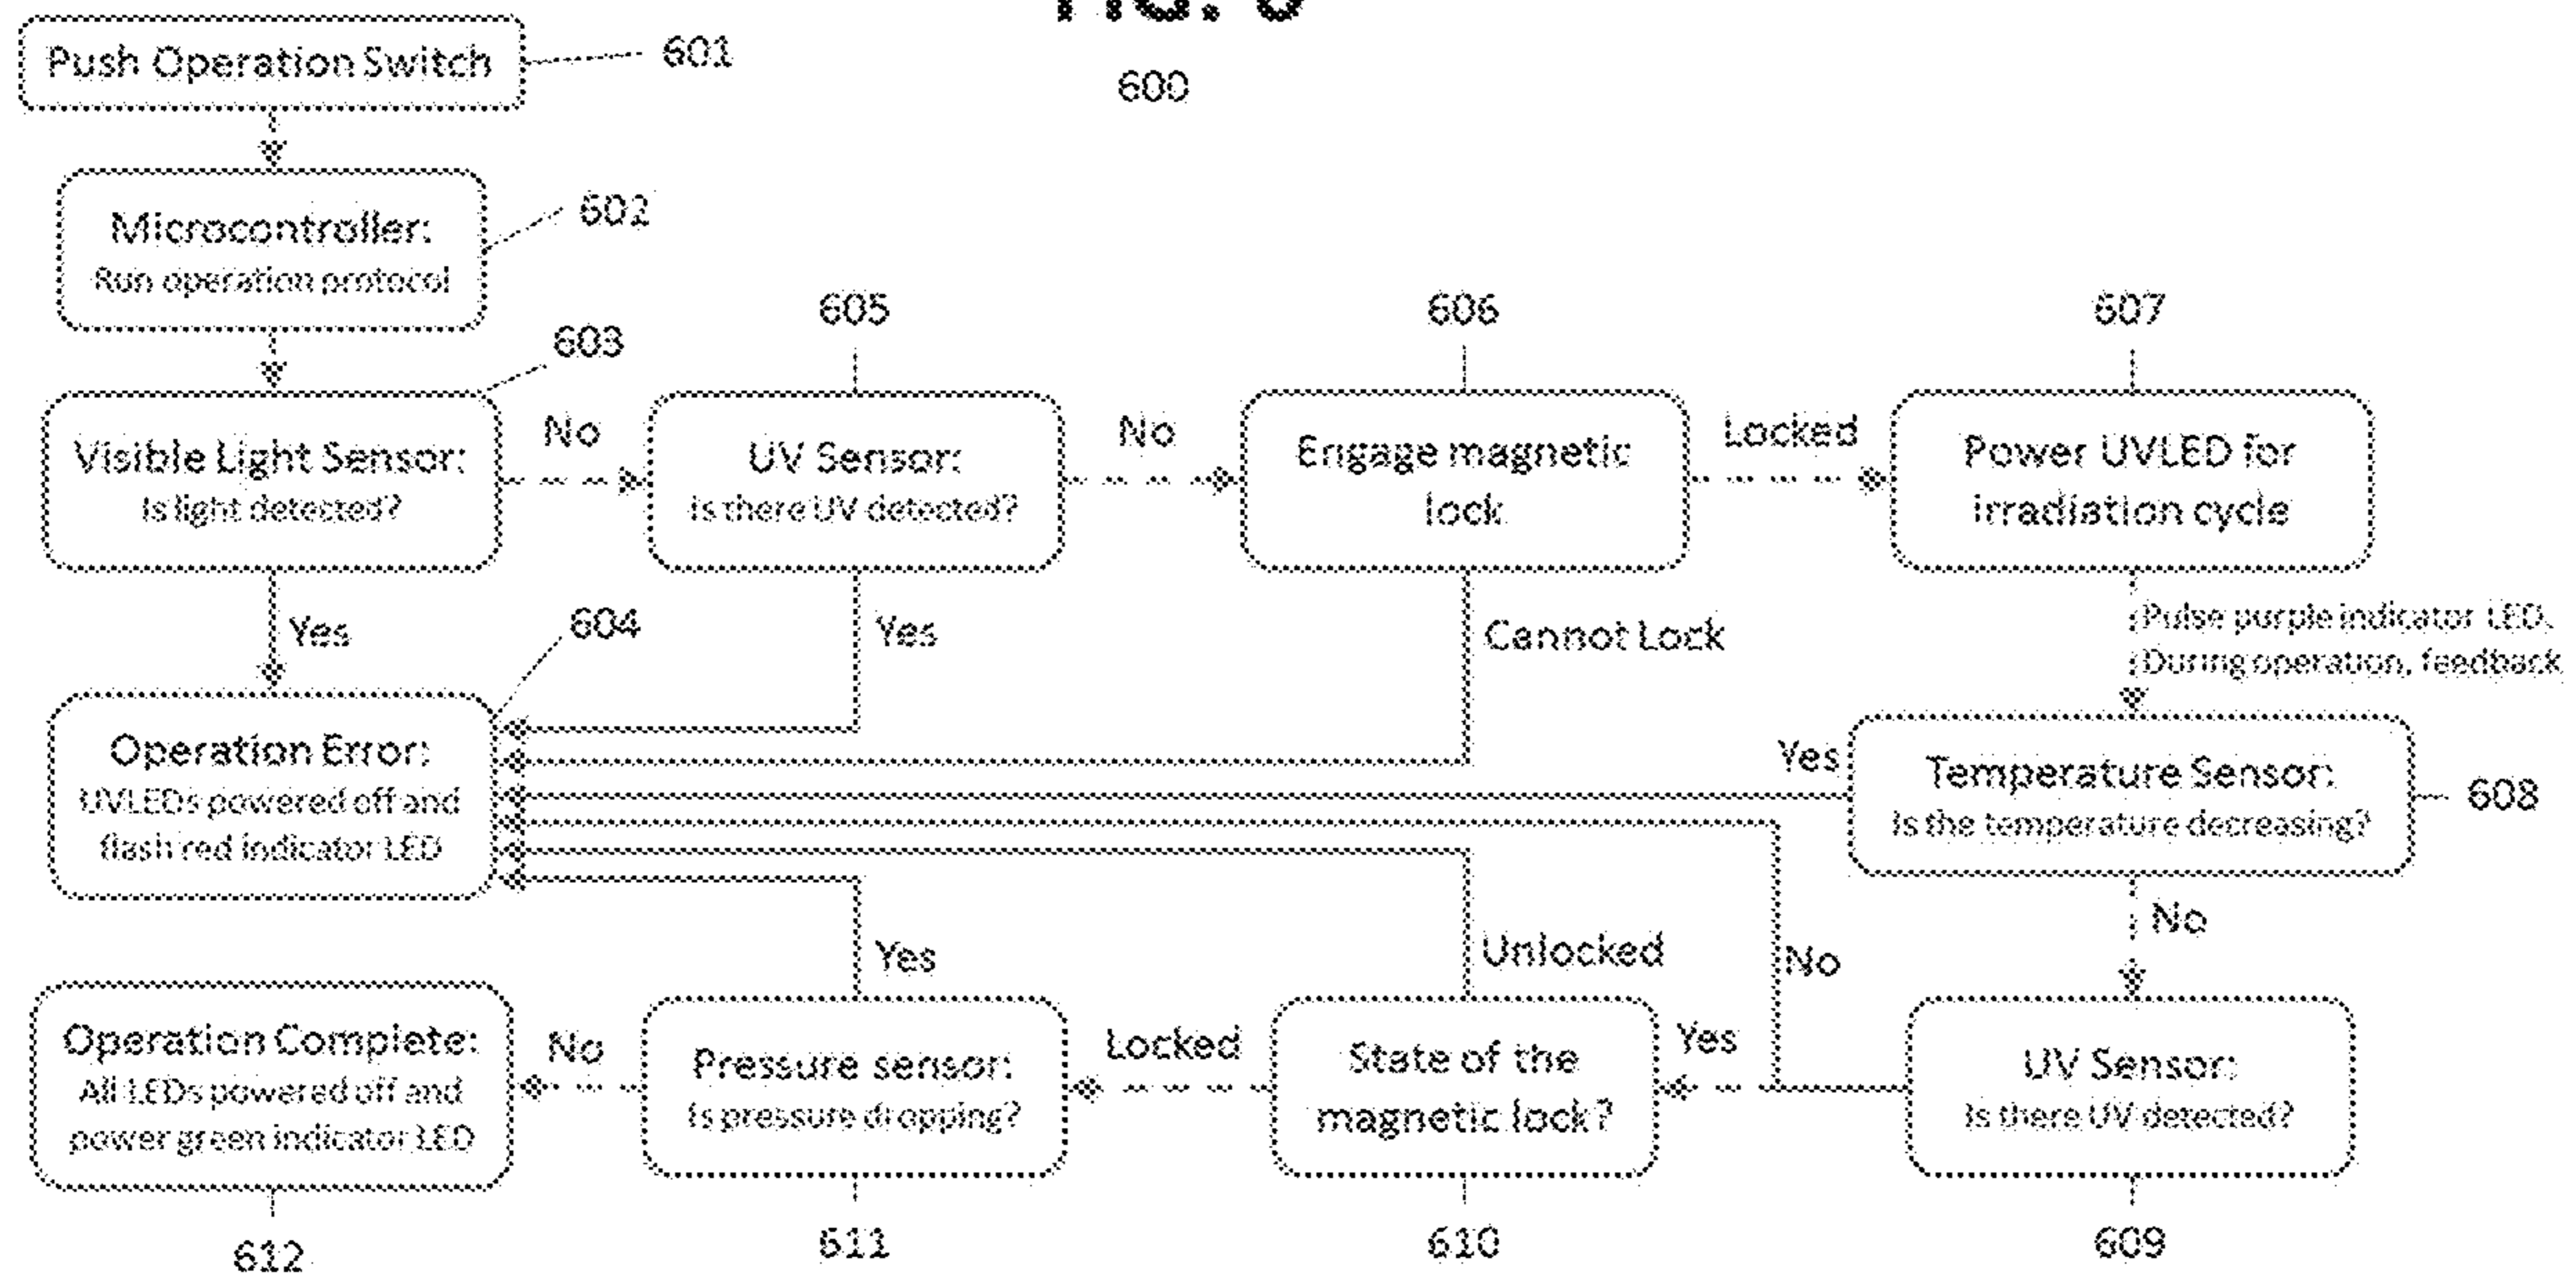 600
Push Operation Switch
601
Microcontroller:
Run operation protocol
602
603
605
606
607
Visible Light Sensor:
Is light detected?
No
UV Sensor:
Is there UV detected?
No
Engage magnetic
lock
Locked
Power UVLED for
irradiation cycle
Yes
604
Yes
Cannot Lock
Pulse purple indicator LED.
During operation, feedback
Operation Error:
UVLEDs powered off and
flash red indicator LED
Yes
Temperature Sensor:
Is the temperature decreasing?
608
No
Yes
Unlocked
No
Operation Complete:
All LEDs powered off and
power green indicator LED
No
Pressure sensor:
Is pressure dropping?
Locked
State of the
magnetic lock?
Yes
UV Sensor:
Is there UV detected?
612
611
610
609